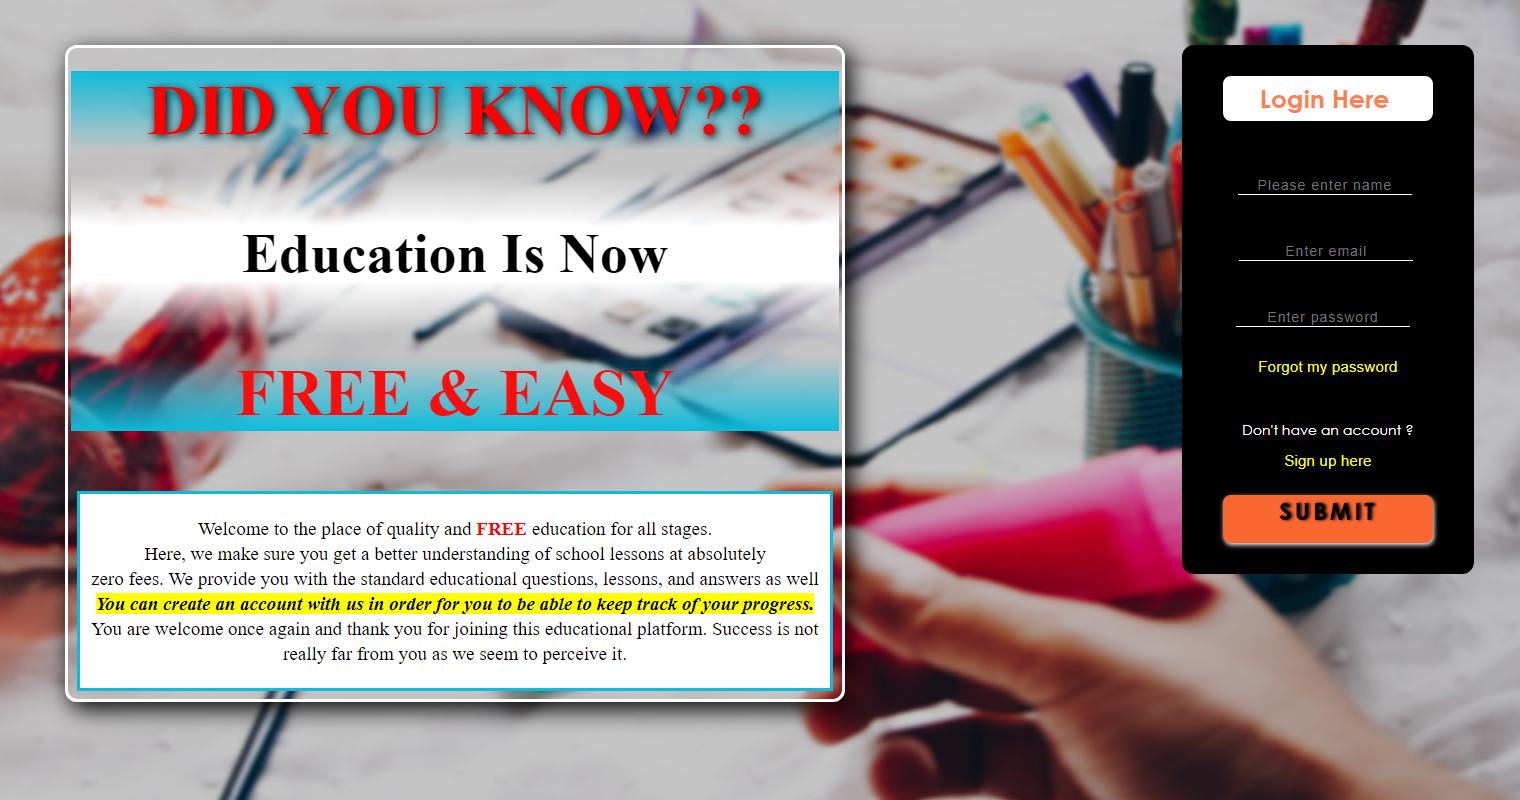 DID YOU KNOW??
Education Is Now
FREE & EASY
Welcome to the place of quality and FREE education for all stages.
Here, we make sure you get a better understanding of school lessons at absolutely
zero fees. We provide you with the standard educational questions, lessons, and answers as well
You can create an account with us in order for you to be able to keep track of your progress.
You are welcome once again and thank you for joining this educational platform. Success is not
really far from you as we seem to perceive it.
Login Here
Please enter name
Enter email
Enter password
Forgot my password
Don't have an account ?
Sign up here
SUBMIT